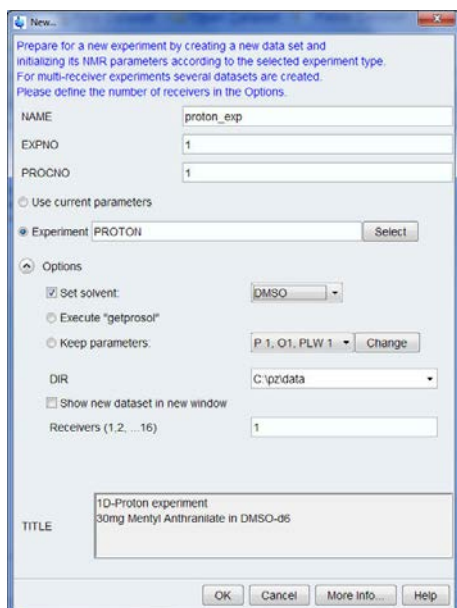 New...
Prepare for a new experiment by creating a new data set and
initializing its NMR parameters according to the selected experiment type.
For multi-receiver experiments several datasets are created.
Please define the number of receivers in the Options.
NAME proton_exp
EXPNO 1
PROCNO 1
Use current parameters
Experiment PROTON Select
Options
Set solvent: DMSO
Execute "getprosol"
Keep parameters: P 1, O1, PLW 1 Change
DIR C:\pz\data
Show new dataset in new window
Receivers (1,2, ...16) 1
TITLE
1D-Proton experiment
30mg Mentyl Anthranilate in DMSO-d6
OK Cancel More Info... Help